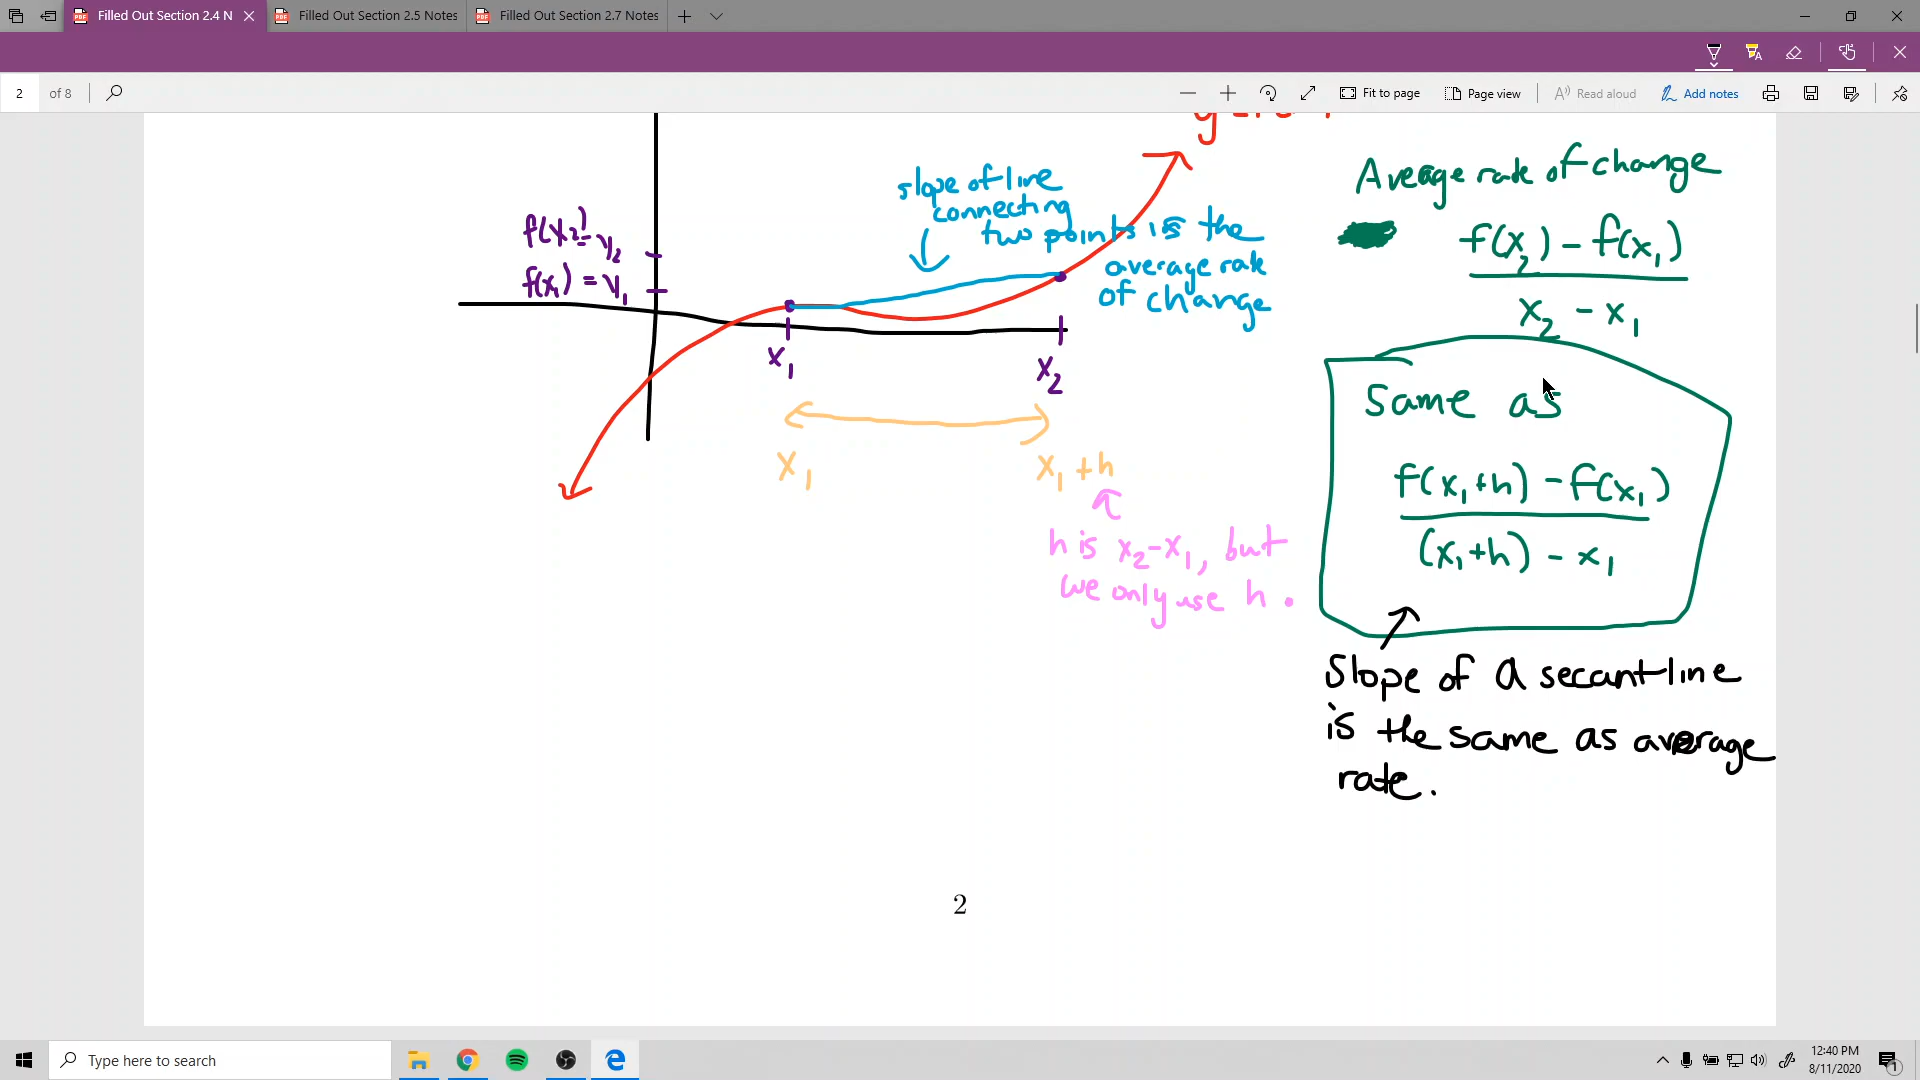 Filled Out Section 2.4 N
Filled Out Section 2.5 Notes
Filled Out Section 2.7 Notes
2 of 8
Fit to page
Page view
Read aloud
Add notes
slope of line
connecting
two points is the
average rate
of change
f(x₂) = y₂
f(x₁) = y₁
x₁
x₂
x₁
x₁ + h
h is x₂ - x₁, but
we only use h.
Aveage rate of change
f(x₂) - f(x₁)
x₂ - x₁
Same as
f(x₁+h) - f(x₁)
(x₁+h) - x₁
Slope of a secant line
is the same as average
rate.
2
Type here to search
12:40 PM
8/11/2020
1